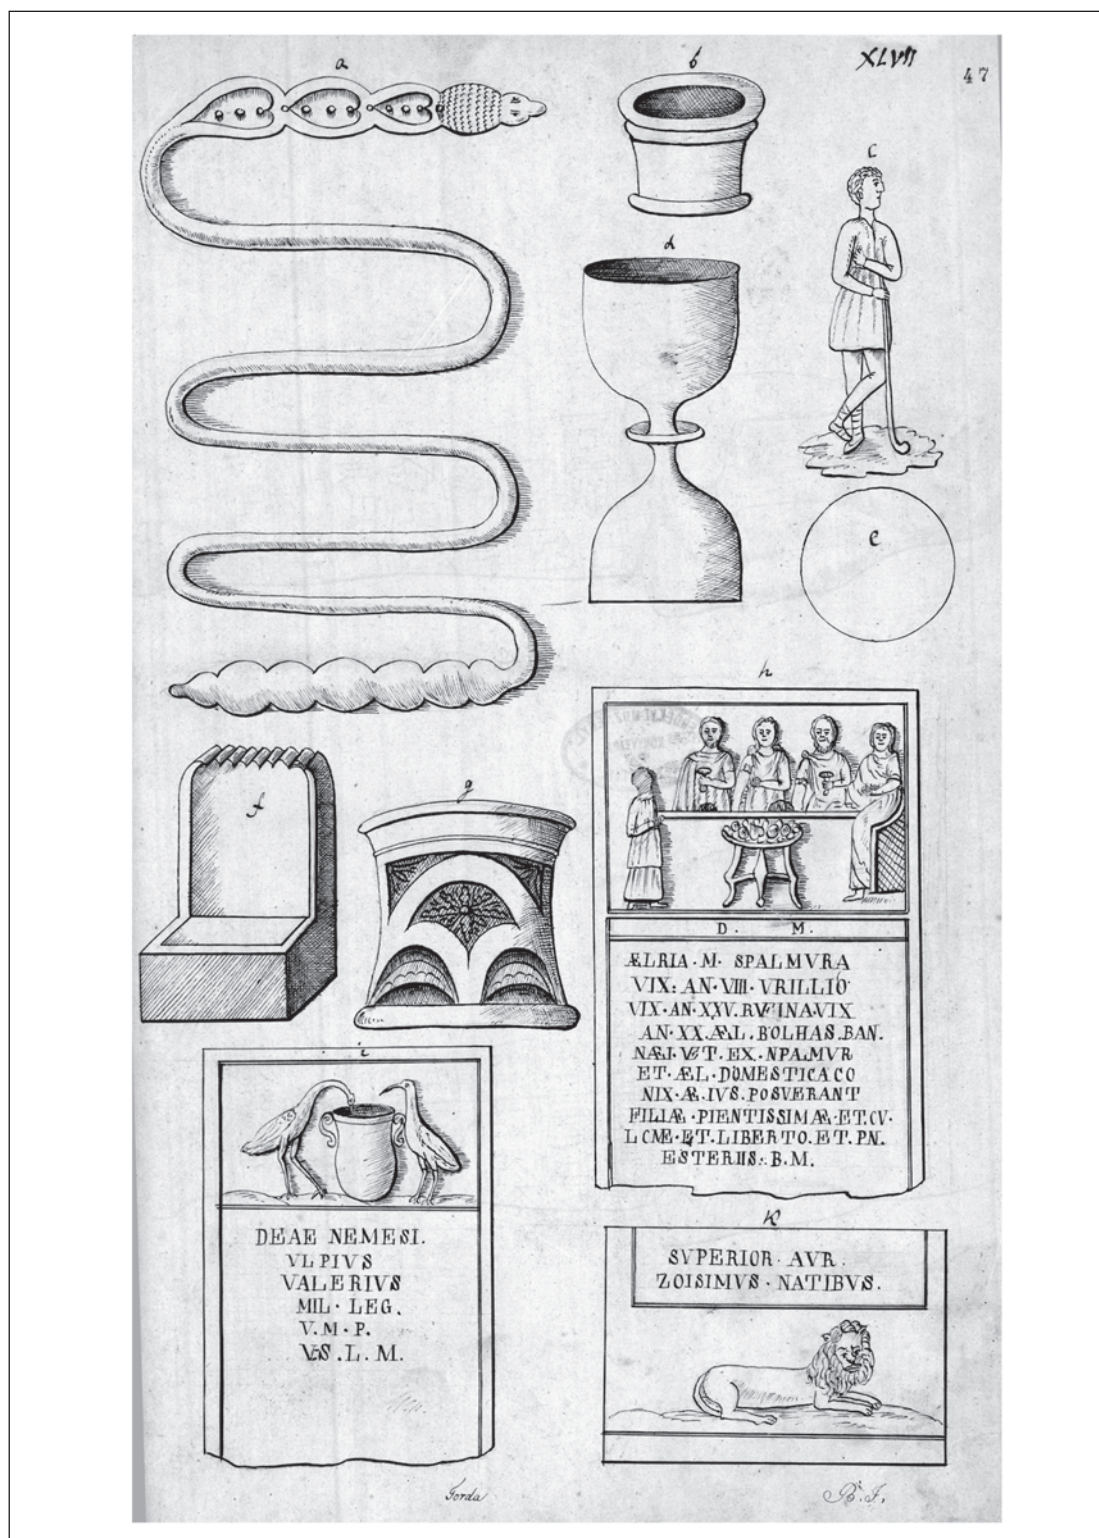 XLVII
47
a
b
c
d
e
f
g
h
D. M.
ÆLRIA · M · SPALMVRA
VIX: AN · VIII · VRILLIO
VIX · AN · XXV. RVFINA·VIX
AN · XX. ÆL · BOLHAS. BAN.
NÆI · VET. EX. NPALMVR
ET · ÆL · DOMESTICA CO
NIX · Æ. IVS. POSVERANT
FILIÆ · PIENTISSIMÆ · ET. CV·
LCNÆ · ET · LIBERTO. ET. PN.
ESTERIIS:. B. M.
i
DEAE NEMESI.
VLPIVS
VALERIVS
MIL · LEG.
V. M · P.
V·S . L . M.
K
SVPERIOR · AVR.
ZOISIMVS · NATIBVS.
Torda
B. J.